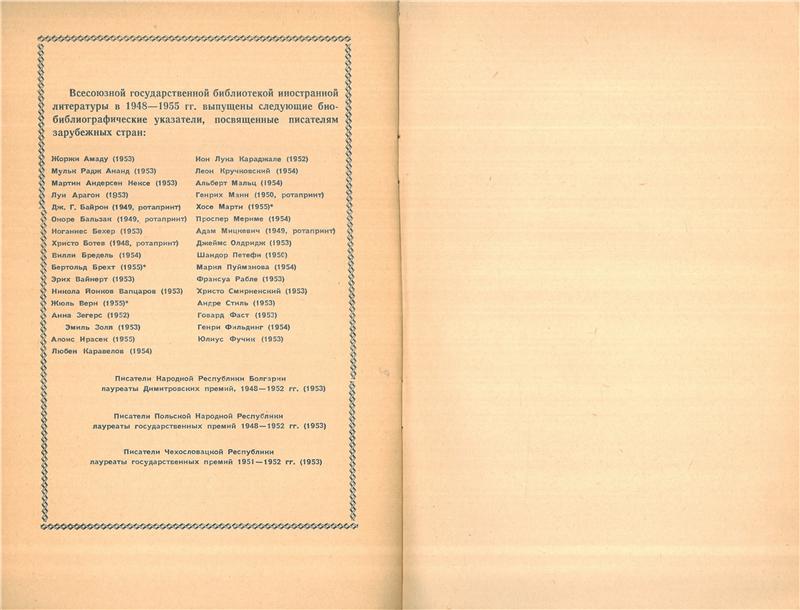 Всесоюзной государственной библиотекой иностранной
литературы в 1948—1955 гг. выпущены следующие био-
библиографические указатели, посвященные писателям
зарубежных стран:
Жоржи Амаду (1953)
Мульк Радж Ананд (1953)
Мартин Андерсен Нексе (1953)
Луи Арагон (1953)
Дж. Г. Байрон (1949, ротапринт)
Оноре Бальзак (1949, ротапринт)
Иоганнес Бехер (1953)
Христо Ботев (1948, ротапринт)
Вилли Бредель (1954)
Бертольд Брехт (1955)*
Эрих Вайнерт (1953)
Никола Йонков Вапцаров (1953)
Жюль Верн (1955)*
Анна Зегерс (1952)
Эмиль Золя (1953)
Алоис Ирасек (1955)
Любен Каравелов (1954)
Ион Лука Караджале (1952)
Леон Кручковский (1954)
Альберт Мальц (1954)
Генрих Манн (1950, ротапринт)
Хосе Марти (1955)*
Проспер Мериме (1954)
Адам Мицкевич (1949, ротапринт)
Джеймс Олдридж (1953)
Шандор Петефи (1950)
Мария Пуйманова (1954)
Франсуа Рабле (1953)
Христо Смирненский (1953)
Андре Стиль (1953)
Говард Фаст (1953)
Генри Фильдинг (1954)
Юлиус Фучик (1953)
Писатели Народной Республики Болгарии
лауреаты Димитровских премий, 1948—1952 гг. (1953)
Писатели Польской Народной Республики
лауреаты государственных премий 1948—1952 гг. (1953)
Писатели Чехословацкой Республики
лауреаты государственных премий 1951—1952 гг. (1953)